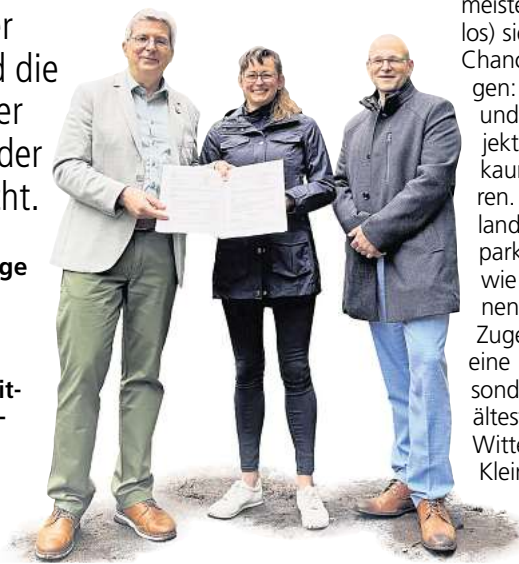 er
d die
er
der
ht.
ge
it-
-
meiste
los) sie
Chanc
gen:
und
jekt
kaum
ren.
land
park
wie
nen
Zuge
eine
sond
ältes
Witte
Klein